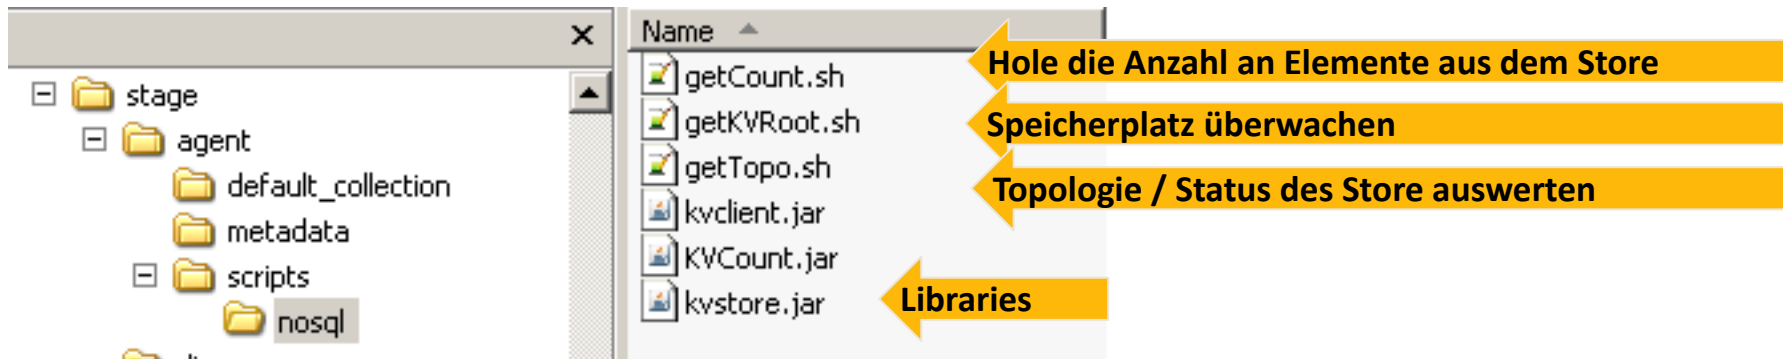 stage
agent
default_collection
metadata
scripts
nosql
Name
getCount.sh
Hole die Anzahl an Elemente aus dem Store
getKVRoot.sh
Speicherplatz überwachen
getTopo.sh
Topologie / Status des Store auswerten
kvclient.jar
KVCount.jar
kvstore.jar
Libraries